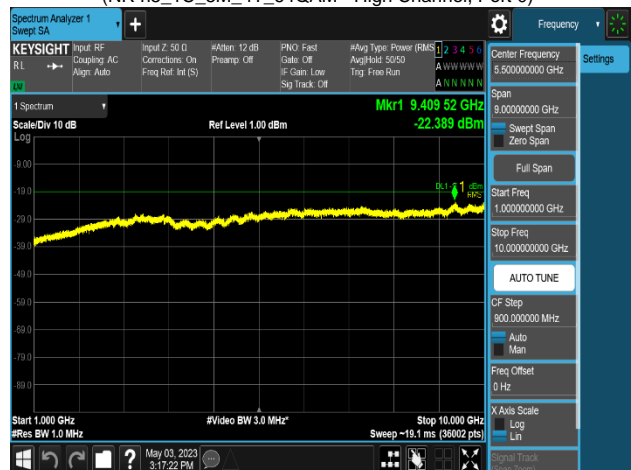 Spectrum Analyzer 1
Swept SA
+
Frequency
KEYSIGHT
RL
LW
Input: RF
Coupling: AC
Align: Auto
Input Z: 50 Ω
Corrections: On
Freq Ref: Int (S)
#Atten: 12 dB
Preamp: Off
PNO: Fast
Gate: Off
IF Gain: Low
Sig Track: Off
#Avg Type: Power (RMS
Avg|Hold: 50/50
Trig: Free Run
1 2 3 4 5 6
A W W W W W
A N N N N N
1 Spectrum
Scale/Div 10 dB
Log
Ref Level 1.00 dBm
Mkr1 9.409 52 GHz
-22.389 dBm
-9.00
-19.0
-29.0
-39.0
-49.0
-59.0
-69.0
-79.0
-89.0
1
dBm
RMS
Start 1.000 GHz
#Res BW 1.0 MHz
#Video BW 3.0 MHz*
Stop 10.000 GHz
Sweep ~19.1 ms (36002 pts)
Center Frequency
5.500000000 GHz
Settings
Span
9.00000000 GHz
Swept Span
Zero Span
Full Span
Start Freq
1.000000000 GHz
Stop Freq
10.000000000 GHz
AUTO TUNE
CF Step
900.000000 MHz
Auto
Man
Freq Offset
0 Hz
X Axis Scale
Log
Lin
Signal Track
?
May 03, 2023
3:17:22 PM